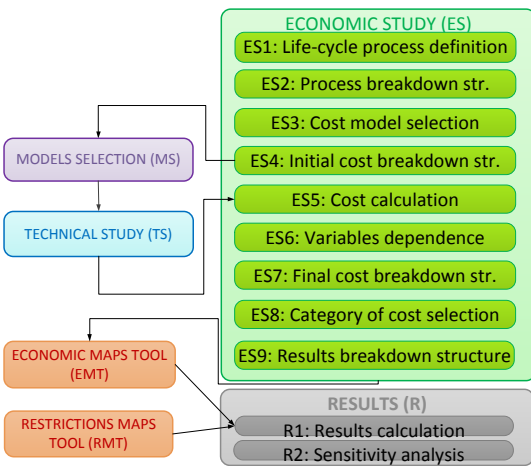 ECONOMIC STUDY (ES)
ES1: Life-cycle process definition
ES2: Process breakdown str.
ES3: Cost model selection
ES4: Initial cost breakdown str.
ES5: Cost calculation
ES6: Variables dependence
ES7: Final cost breakdown str.
ES8: Category of cost selection
ES9: Results breakdown structure
MODELS SELECTION (MS)
TECHNICAL STUDY (TS)
ECONOMIC MAPS TOOL
(EMT)
RESTRICTIONS MAPS
TOOL (RMT)
RESULTS (R)
R1: Results calculation
R2: Sensitivity analysis